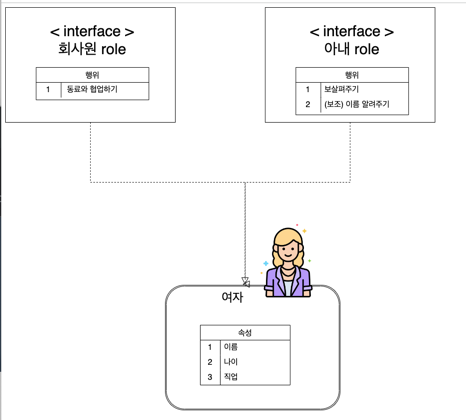 < interface >
회사원 role
행위
1 동료와 협업하기
< interface >
아내 role
행위
1 보살펴주기
2 (보조) 이름 알려주기
여자
속성
1 이름
2 나이
3 직업